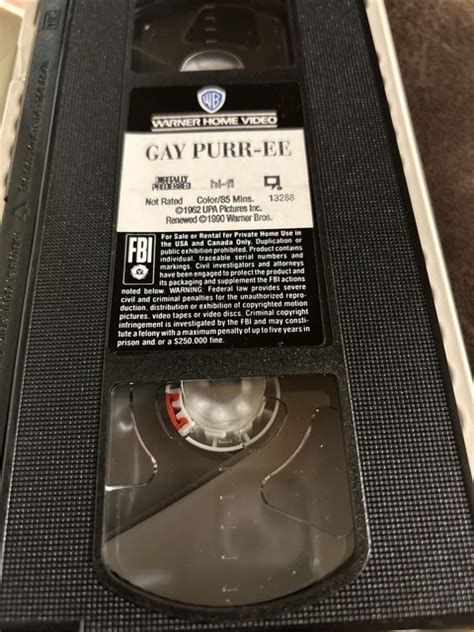 WB
WARNER HOME VIDEO
GAY PURR-EE
DIGITALLY PROCESSED hi-fi
Not Rated Color/85 Mins. 13288
©1962 UPA Pictures Inc.
Renewed ©1990 Warner Bros.
FBI
For Sale or Rental for Private Home Use in
the USA and Canada Only. Duplication or
public exhibition prohibited. Product contains
individual, traceable serial numbers and
markings. Civil investigators and attorneys
have been engaged to protect the product and
its packaging and supplement the FBI actions
noted below. WARNING: Federal law provides severe
civil and criminal penalties for the unauthorized repro-
duction, distribution or exhibition of copyrighted motion
pictures, video tapes or video discs. Criminal copyright
infringement is investigated by the FBI and may constitu-
te a felony with a maximum penalty of up to five years in
prison and or a $250.000 fine.